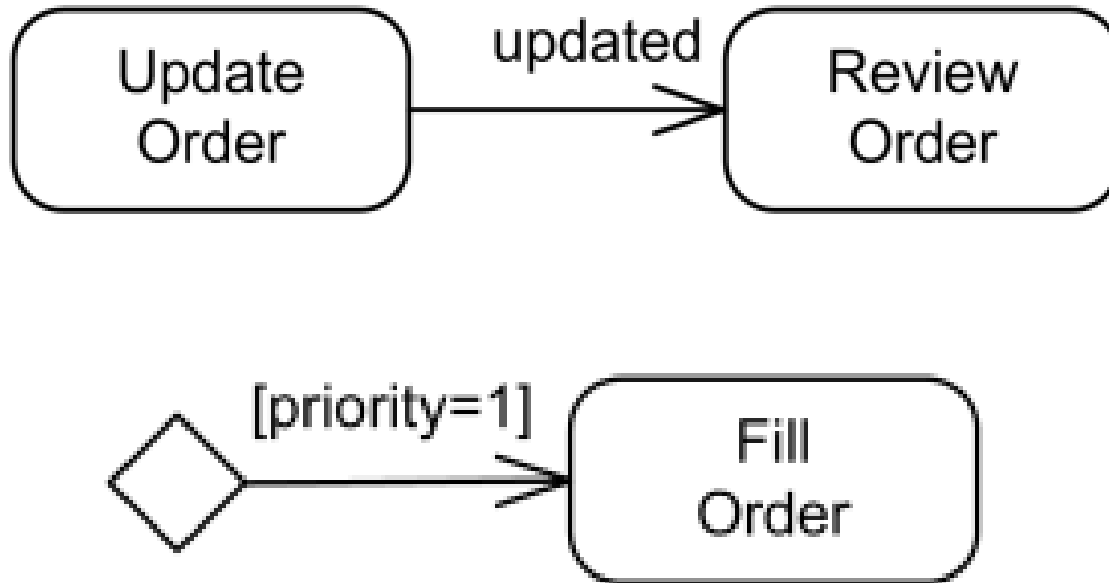 Update
Order
updated
Review
Order
[priority=1]
Fill
Order